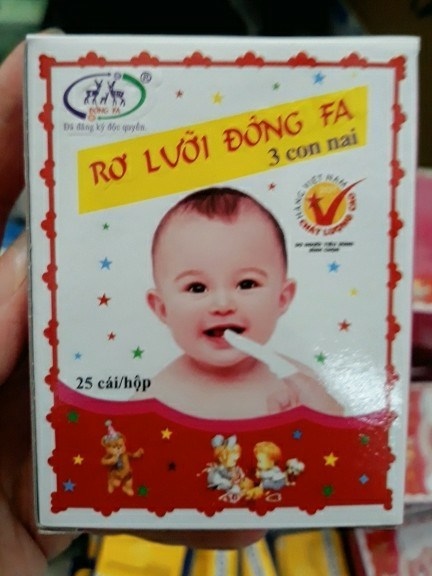 ®
ĐÔNG FA
Đã đăng ký độc quyền.
RƠ LƯỠI ĐÔNG FA
3 con nai
HÀNG VIỆT NAM
CHẤT LƯỢNG CAO
25 cái/hộp